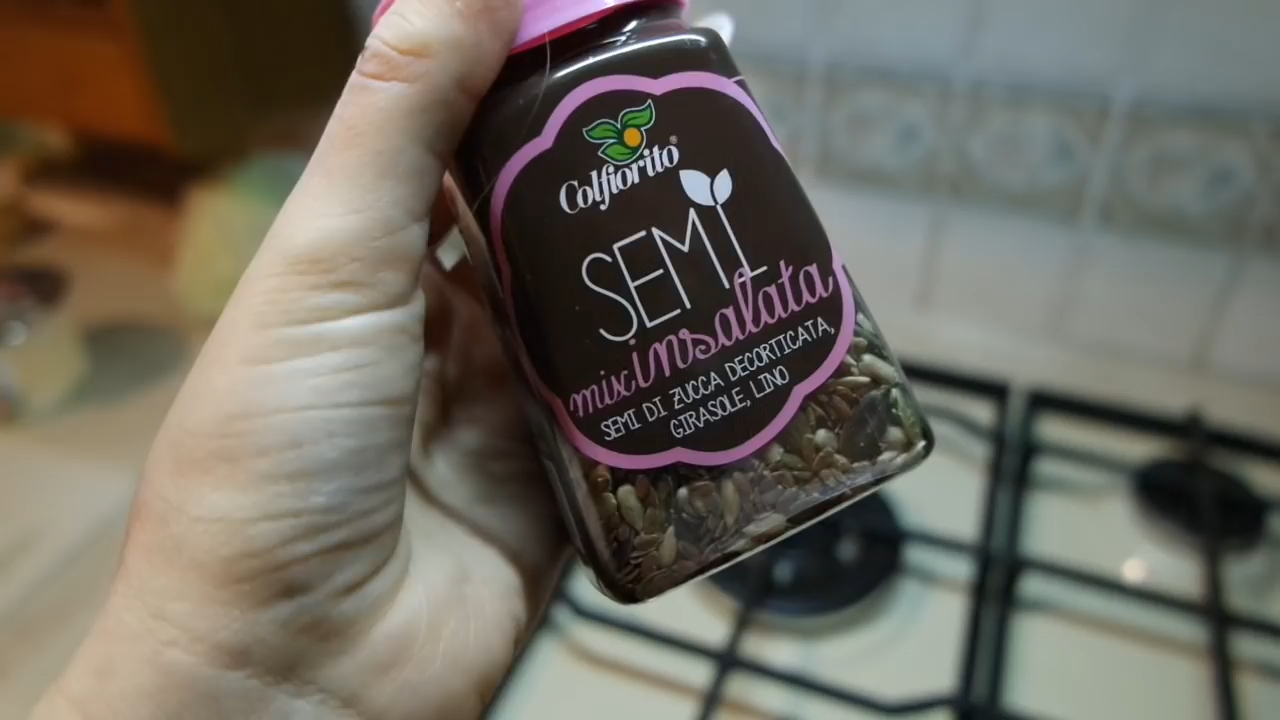 Colfiorito®
SEMI
mix insalata
SEMI DI ZUCCA DECORTICATA,
GIRASOLE, LINO